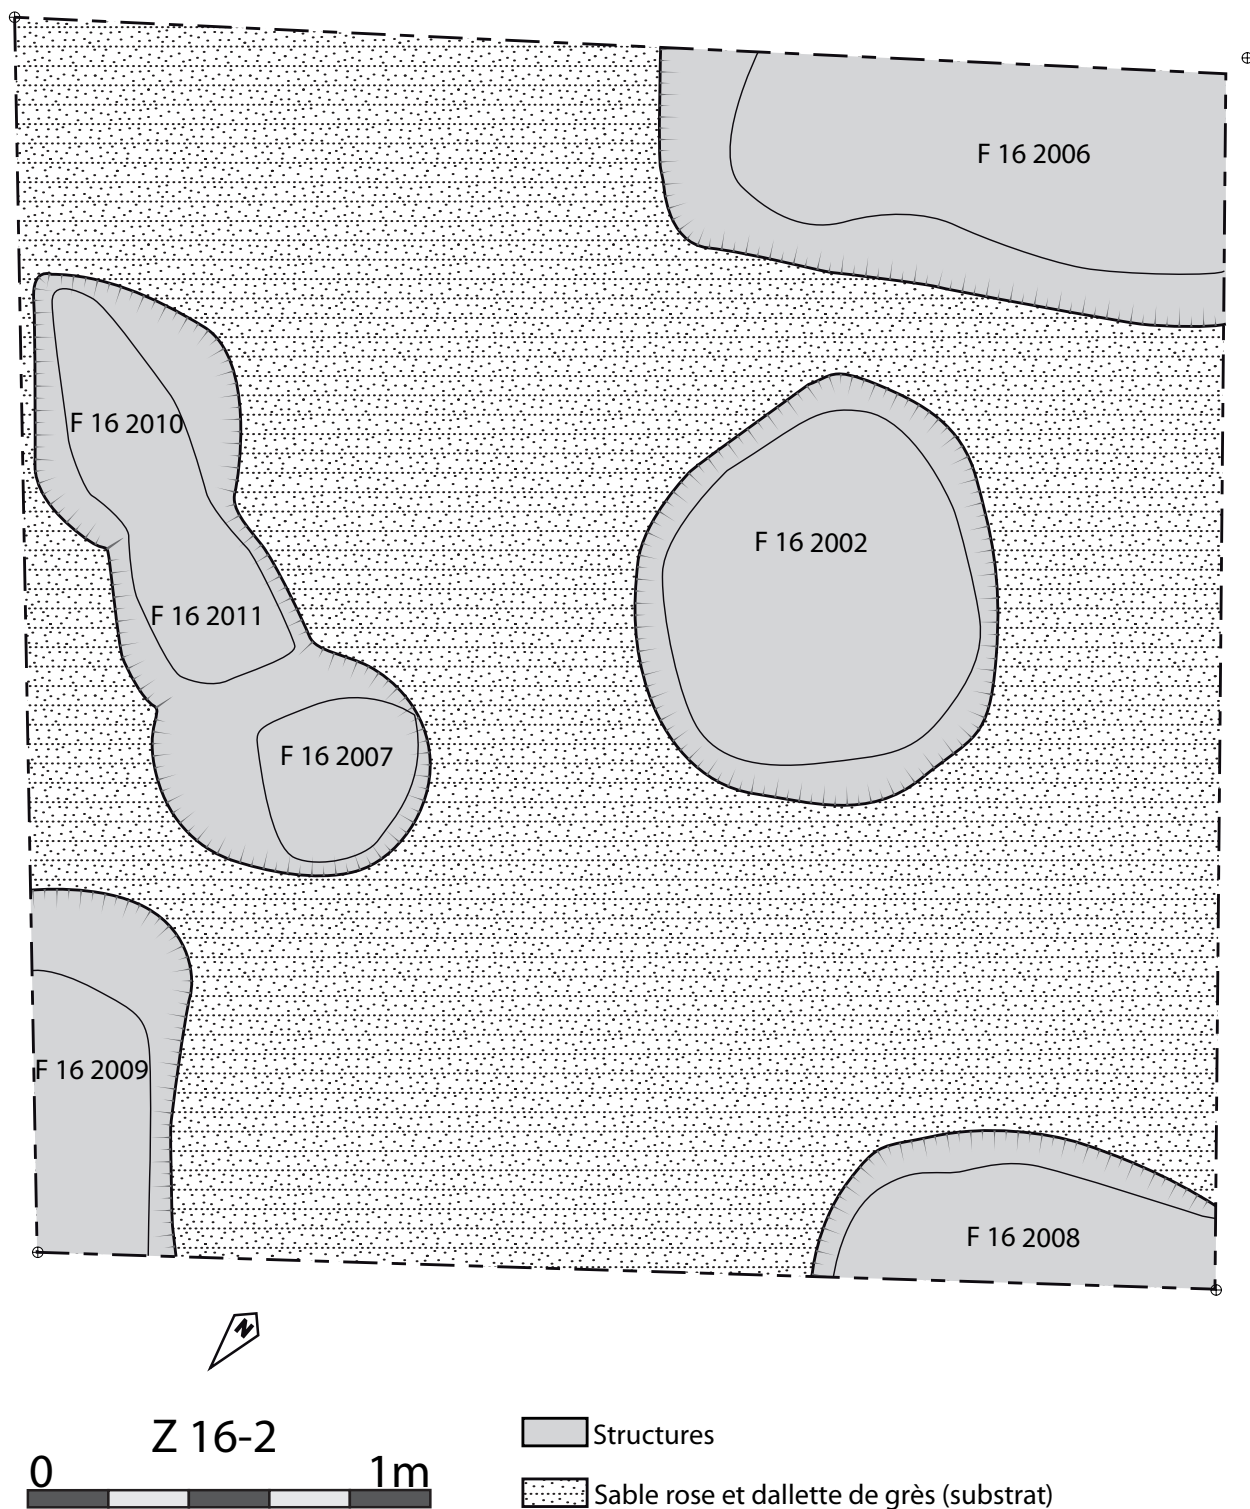 F 16 2006
F 16 2010
F 16 2002
F 16 2011
F 16 2007
F 16 2009
F 16 2008
N
Z 16-2
0 1m
Structures
Sable rose et dallette de grès (substrat)